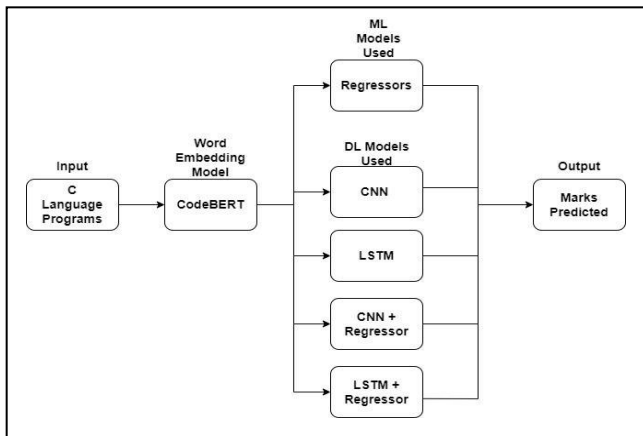 ML
Models
Used
Regressors
Word
Embedding
Model
DL Models
Used
Input
Output
C
Language
Programs
CodeBERT
CNN
Marks
Predicted
LSTM
CNN +
Regressor
LSTM +
Regressor